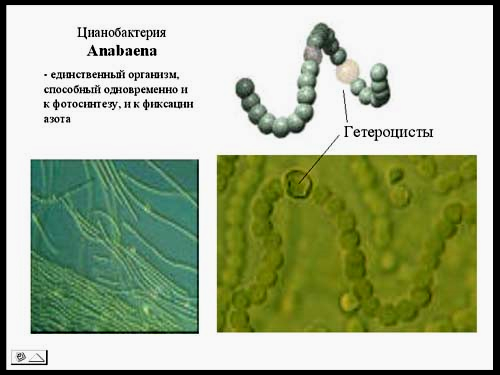 Цианобактерия
Anabaena
- единственный организм,
способный одновременно и
к фотосинтезу, и к фиксации
азота
Гетероцисты